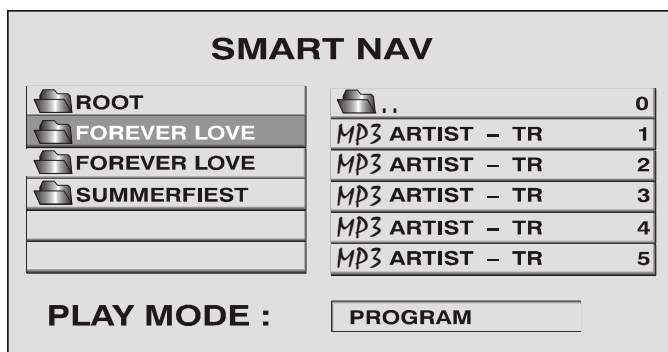 SMART NAV
ROOT
FOREVER LOVE
FOREVER LOVE
SUMMERFIEST
.. 0
MP3 ARTIST – TR 1
MP3 ARTIST – TR 2
MP3 ARTIST – TR 3
MP3 ARTIST – TR 4
MP3 ARTIST – TR 5
PLAY MODE : PROGRAM